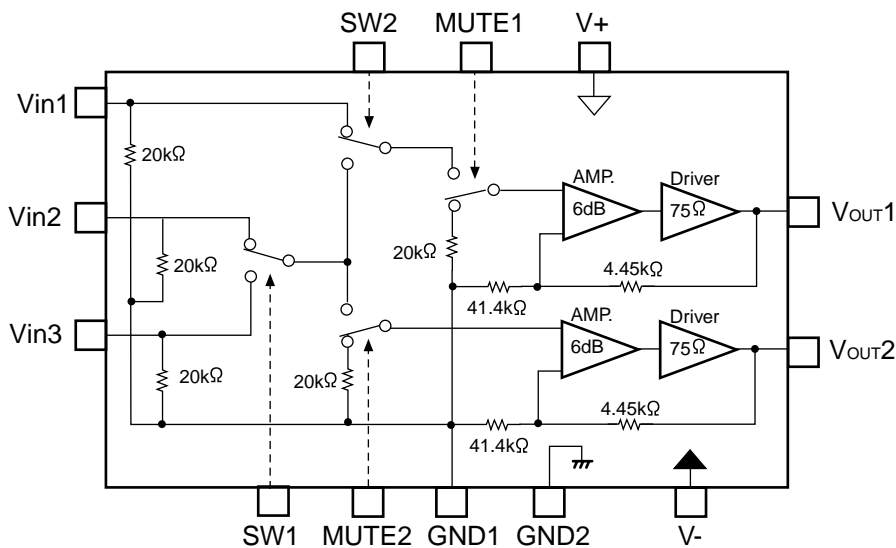 SW2 MUTE1 V+
Vin1
20kΩ
AMP. Driver
Vin2
6dB 75Ω VOUT1
20kΩ 20kΩ
4.45kΩ
41.4kΩ
Vin3
AMP. Driver
6dB 75Ω VOUT2
20kΩ 20kΩ
4.45kΩ
41.4kΩ
SW1 MUTE2 GND1 GND2 V-